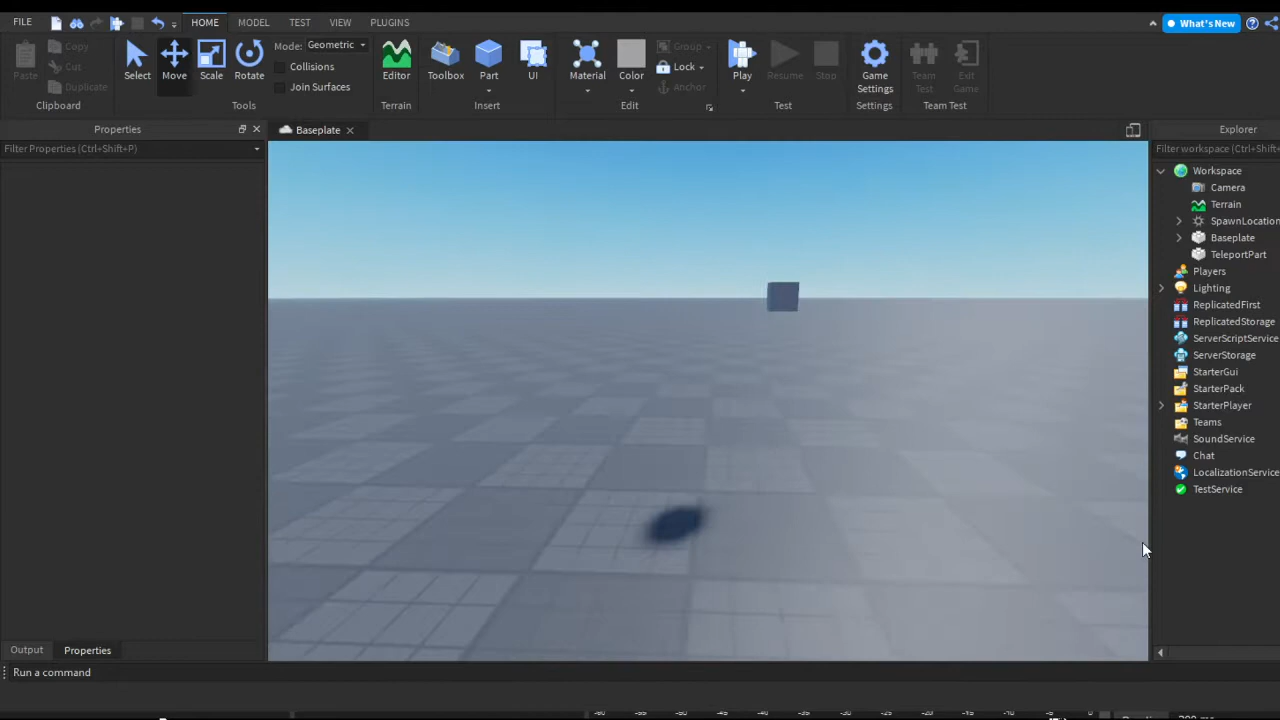 FILE HOME MODEL TEST VIEW PLUGINS What's New
Paste Copy Cut Duplicate Clipboard
Select Move Scale Rotate Tools
Mode: Geometric
Collisions
Join Surfaces
Editor Terrain
Toolbox Part UI Insert
Material Color Group Lock Anchor Edit
Play Resume Stop Test
Game Settings Settings
Team Test Exit Game Team Test
Properties
Filter Properties (Ctrl+Shift+P)
Baseplate
Explorer
Filter workspace (Ctrl+Shift+
Workspace
Camera
Terrain
SpawnLocation
Baseplate
TeleportPart
Players
Lighting
ReplicatedFirst
ReplicatedStorage
ServerScriptService
ServerStorage
StarterGui
StarterPack
StarterPlayer
Teams
SoundService
Chat
LocalizationService
TestService
Output Properties
Run a command